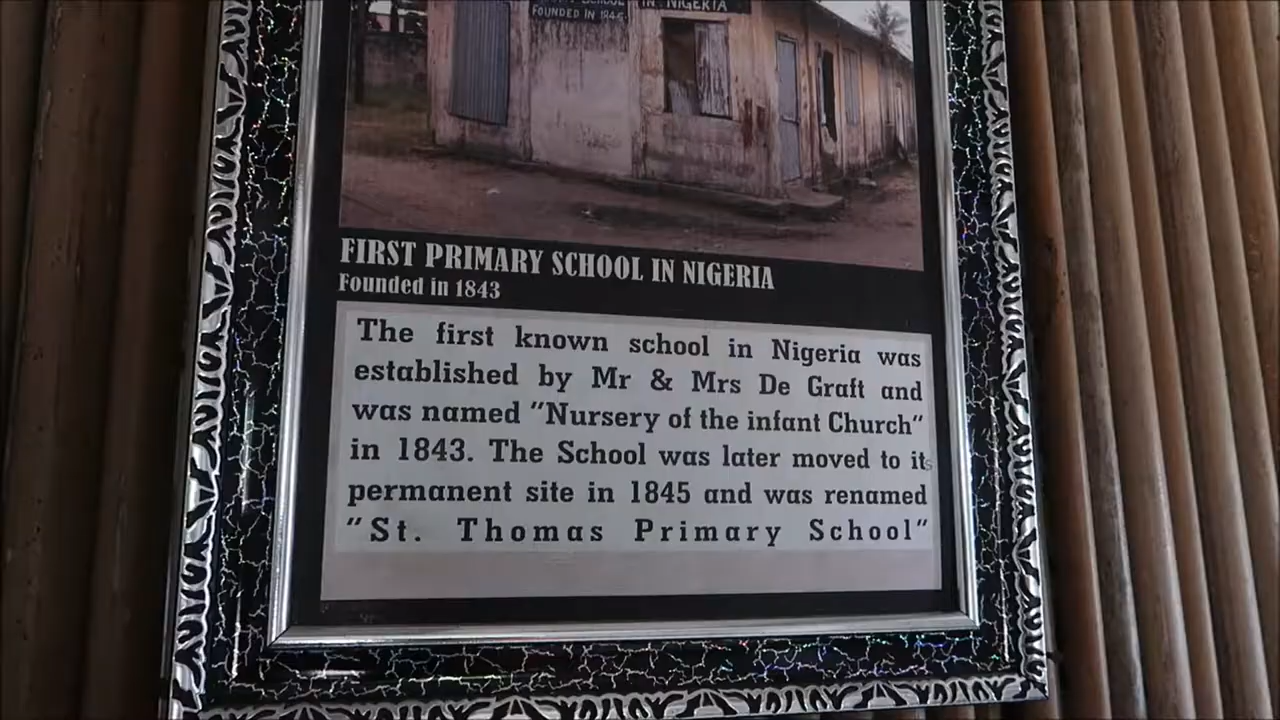 SCHOOL IN NIGERIA
FOUNDED IN 1845
FIRST PRIMARY SCHOOL IN NIGERIA
Founded in 1843
The first known school in Nigeria was
established by Mr & Mrs De Graft and
was named "Nursery of the infant Church"
in 1843. The School was later moved to its
permanent site in 1845 and was renamed
"St. Thomas Primary School"